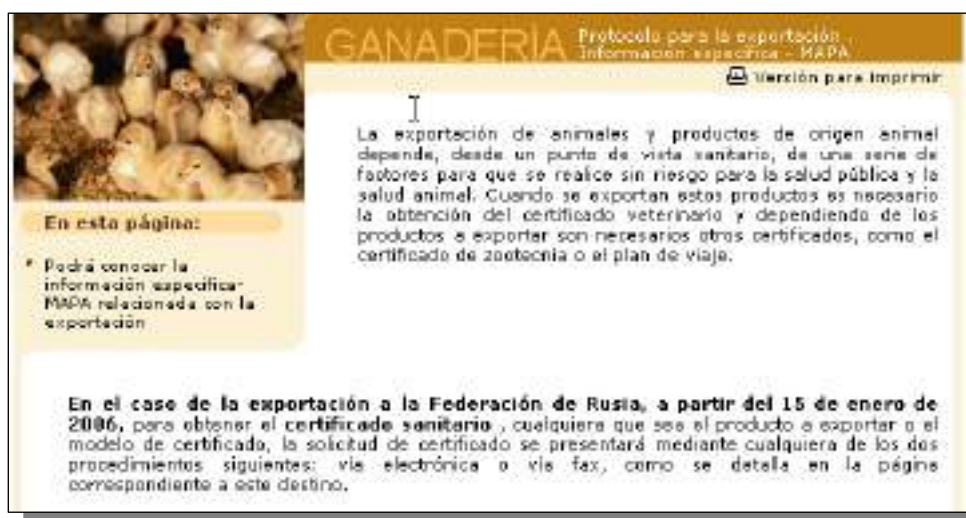 GANADERÍA
Protocolo para la exportación
Información específica - MAPA
Versión para imprimir
La exportación de animales y productos de origen animal
depende, desde un punto de vista sanitario, de una serie de
factores para que se realice sin riesgo para la salud pública y la
salud animal. Cuando se exportan estos productos es necesario
la obtención del certificado veterinario y dependiendo de los
productos a exportar son necesarios otros certificados, como el
certificado de zootecnia o el plan de viaje.
En esta página:
* Podrá conocer la
información específica-
MAPA relacionada con la
exportación
En el caso de la exportación a la Federación de Rusia, a partir del 15 de enero de
2006, para obtener el certificado sanitario , cualquiera que sea el producto a exportar o el
modelo de certificado, la solicitud de certificado se presentará mediante cualquiera de los dos
procedimientos siguientes: vía electrónica o vía fax, como se detalla en la página
correspondiente a este destino.